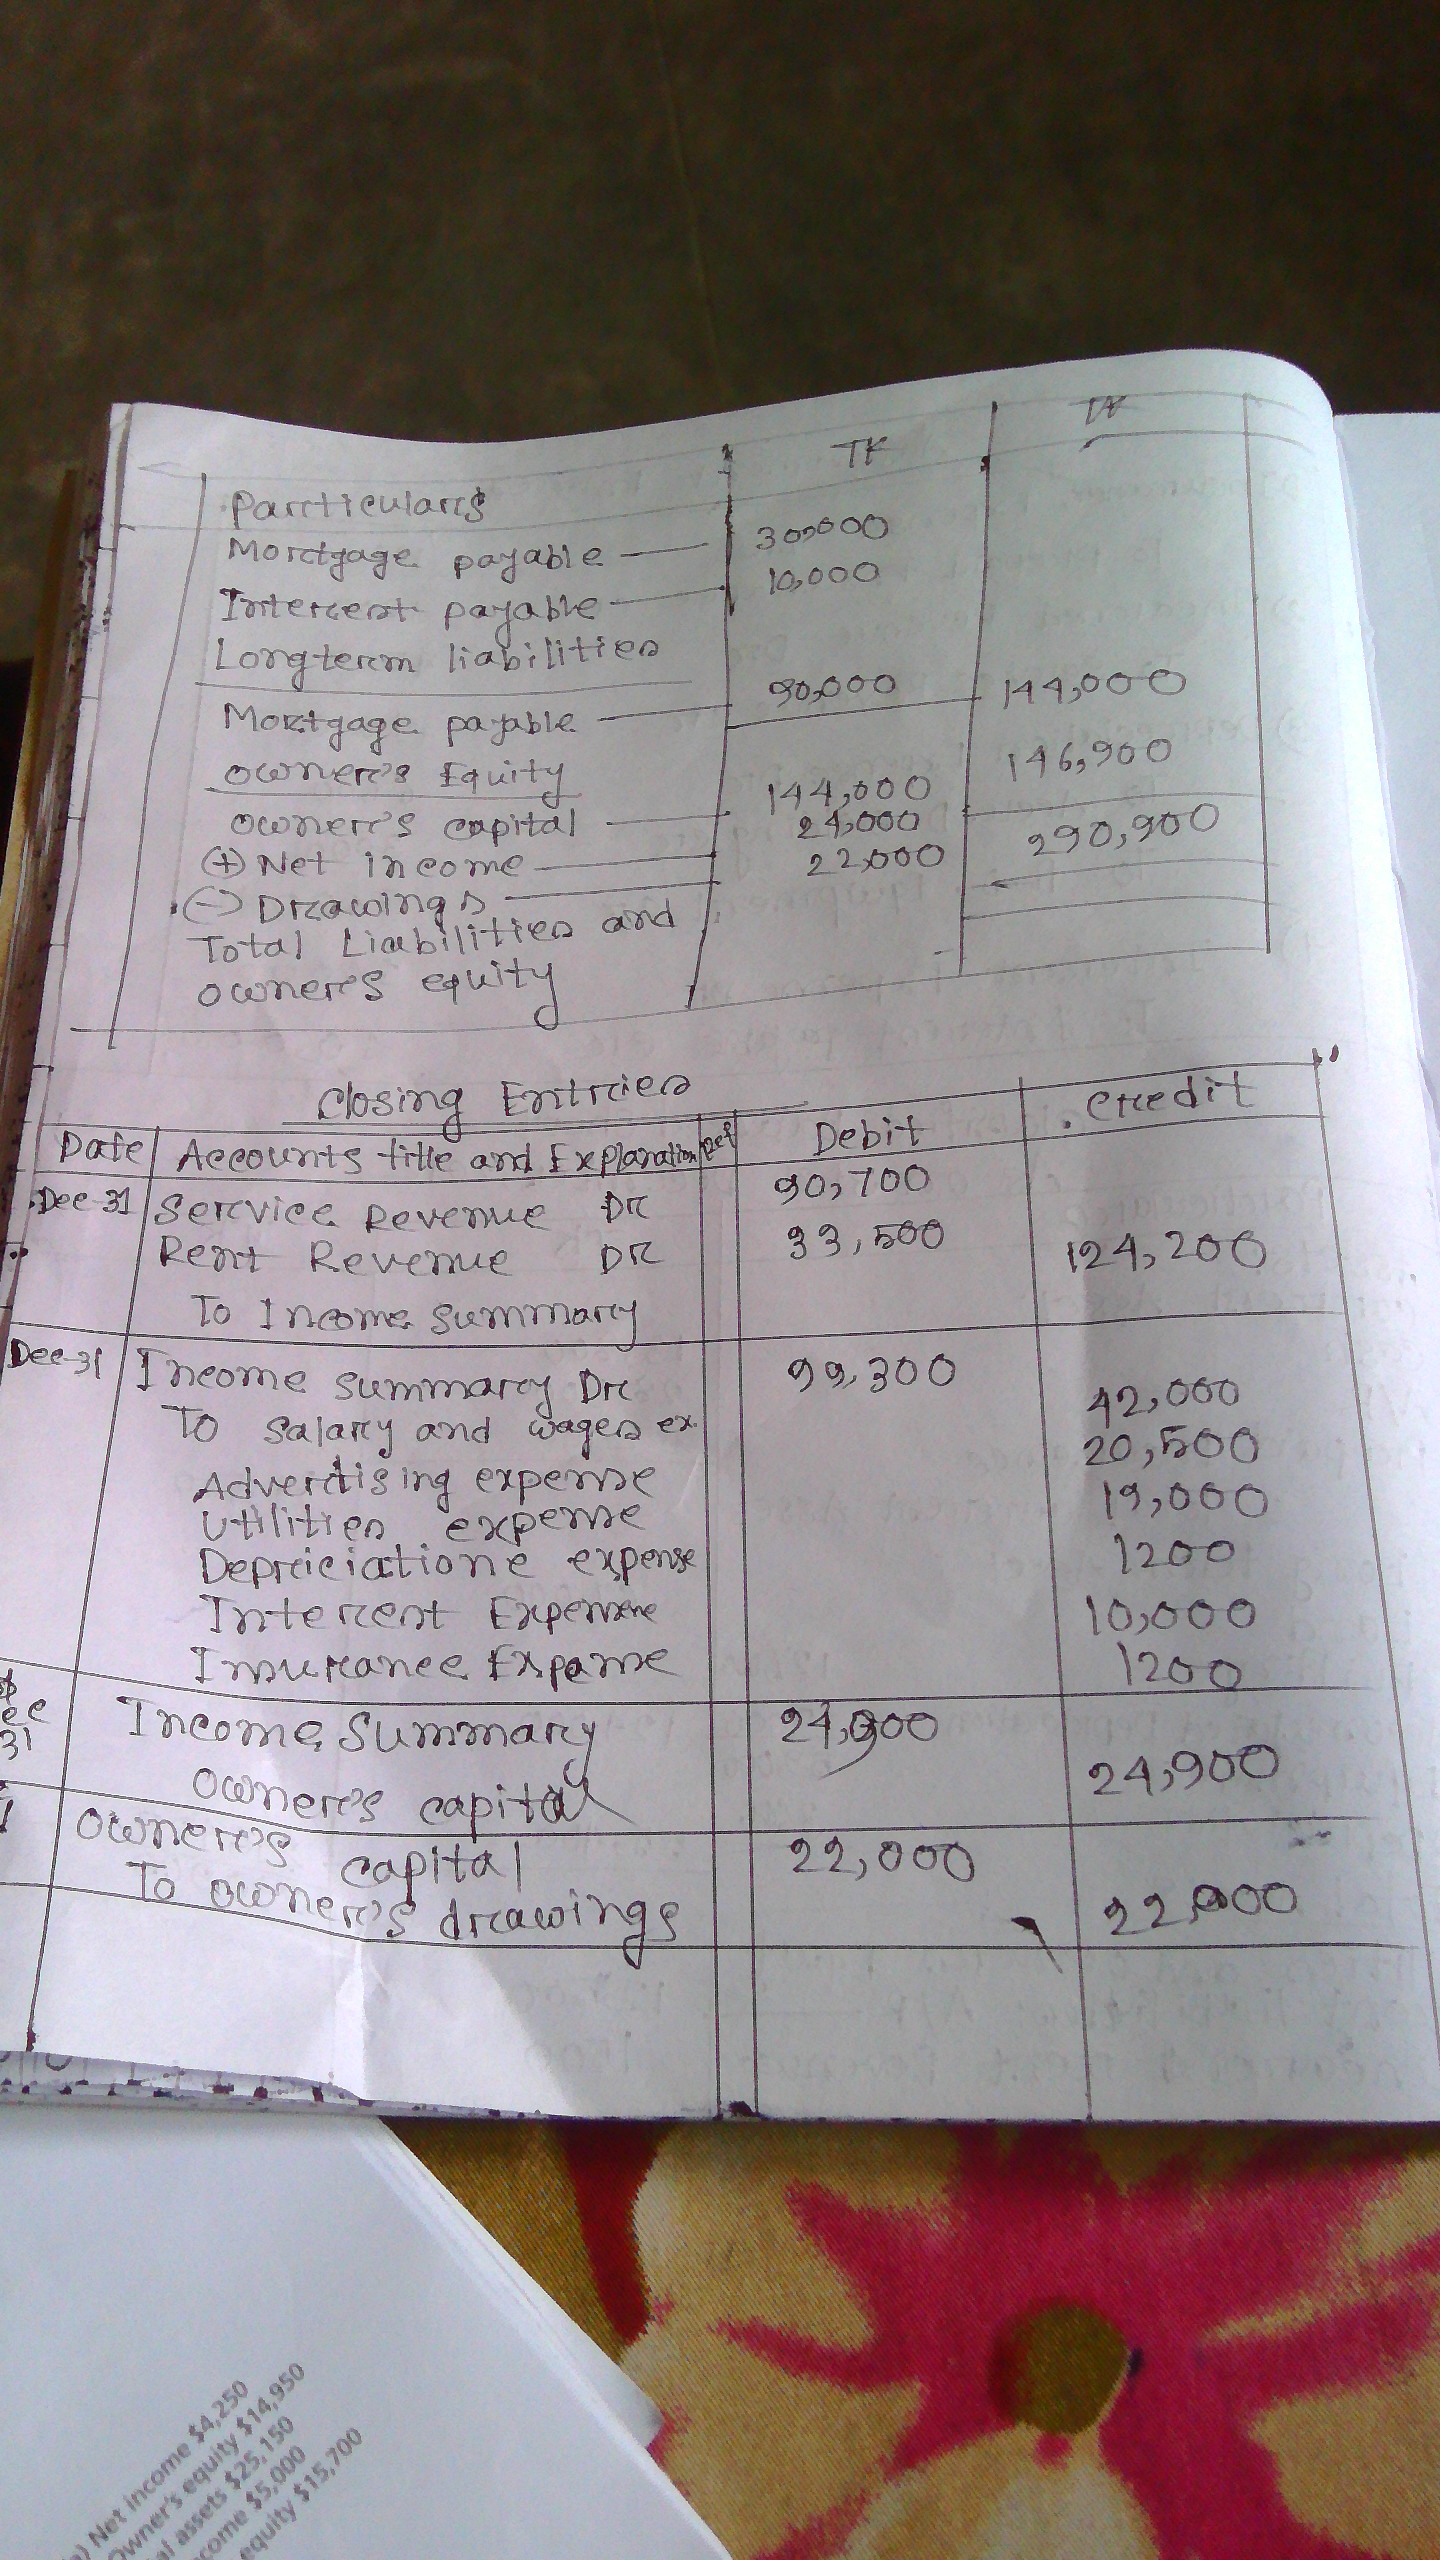 TK TK
Particulars
Mortgage payable — 30,000
Interest payable — 10,000
Longterm liabilities
Mortgage payable — 90,000 144,000
Owner's Equity 146,900
Owner's capital — 144,000
(+) Net income — 24,000 290,900
(-) Drawings — 22,000
Total Liabilities and
owner's equity
Closing Entries
Date Accounts title and Explanation Ref Debit Credit
Dec-31 Service Revenue Dr 90,700
Rent Revenue Dr 33,500
To Income summary 124,200
Dec-31 Income summary Dr 99,300
To salary and wages ex. 42,000
Advertising expense 20,500
Utilities expense 19,000
Depriciatione expense 1200
Interest Expense 10,000
Insurance Expense 1200
Dec 31 Income summary 24,900
owner's capital 24,900
owner's capital 22,000
To owner's drawings 22,000
) Net income $4,250
Owner's equity $14,950
al assets $25,150
come $5,000
equity $15,700